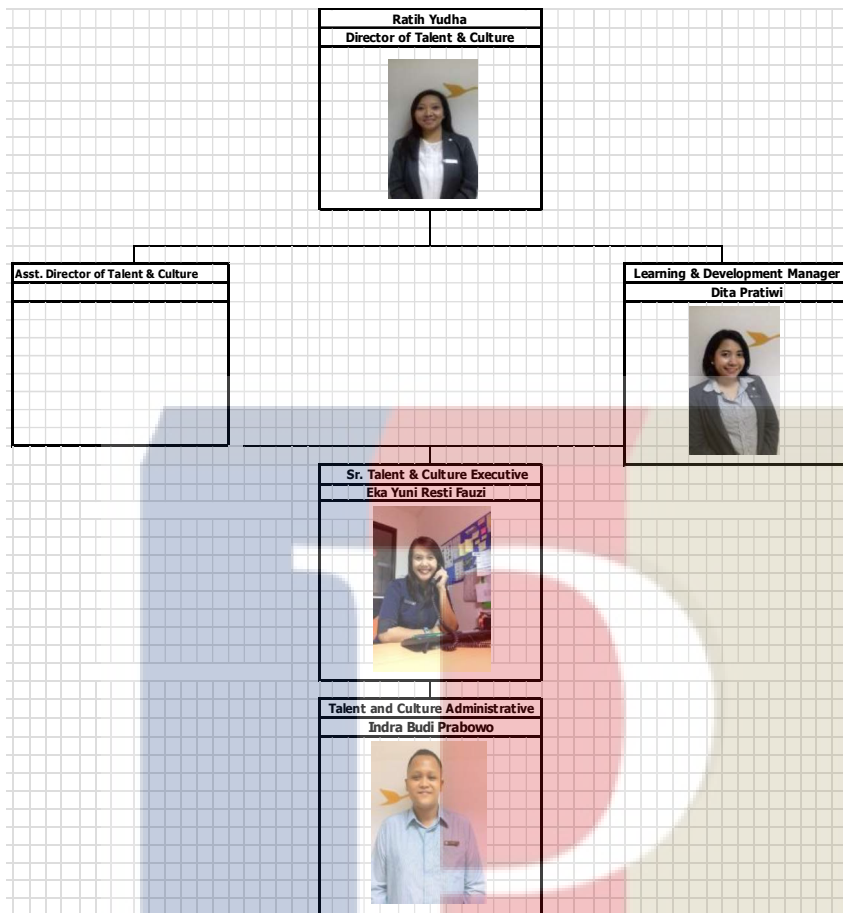 Ratih Yudha
Director of Talent & Culture
Asst. Director of Talent & Culture
Learning & Development Manager
Dita Pratiwi
Sr. Talent & Culture Executive
Eka Yuni Resti Fauzi
Talent and Culture Administrative
Indra Budi Prabowo